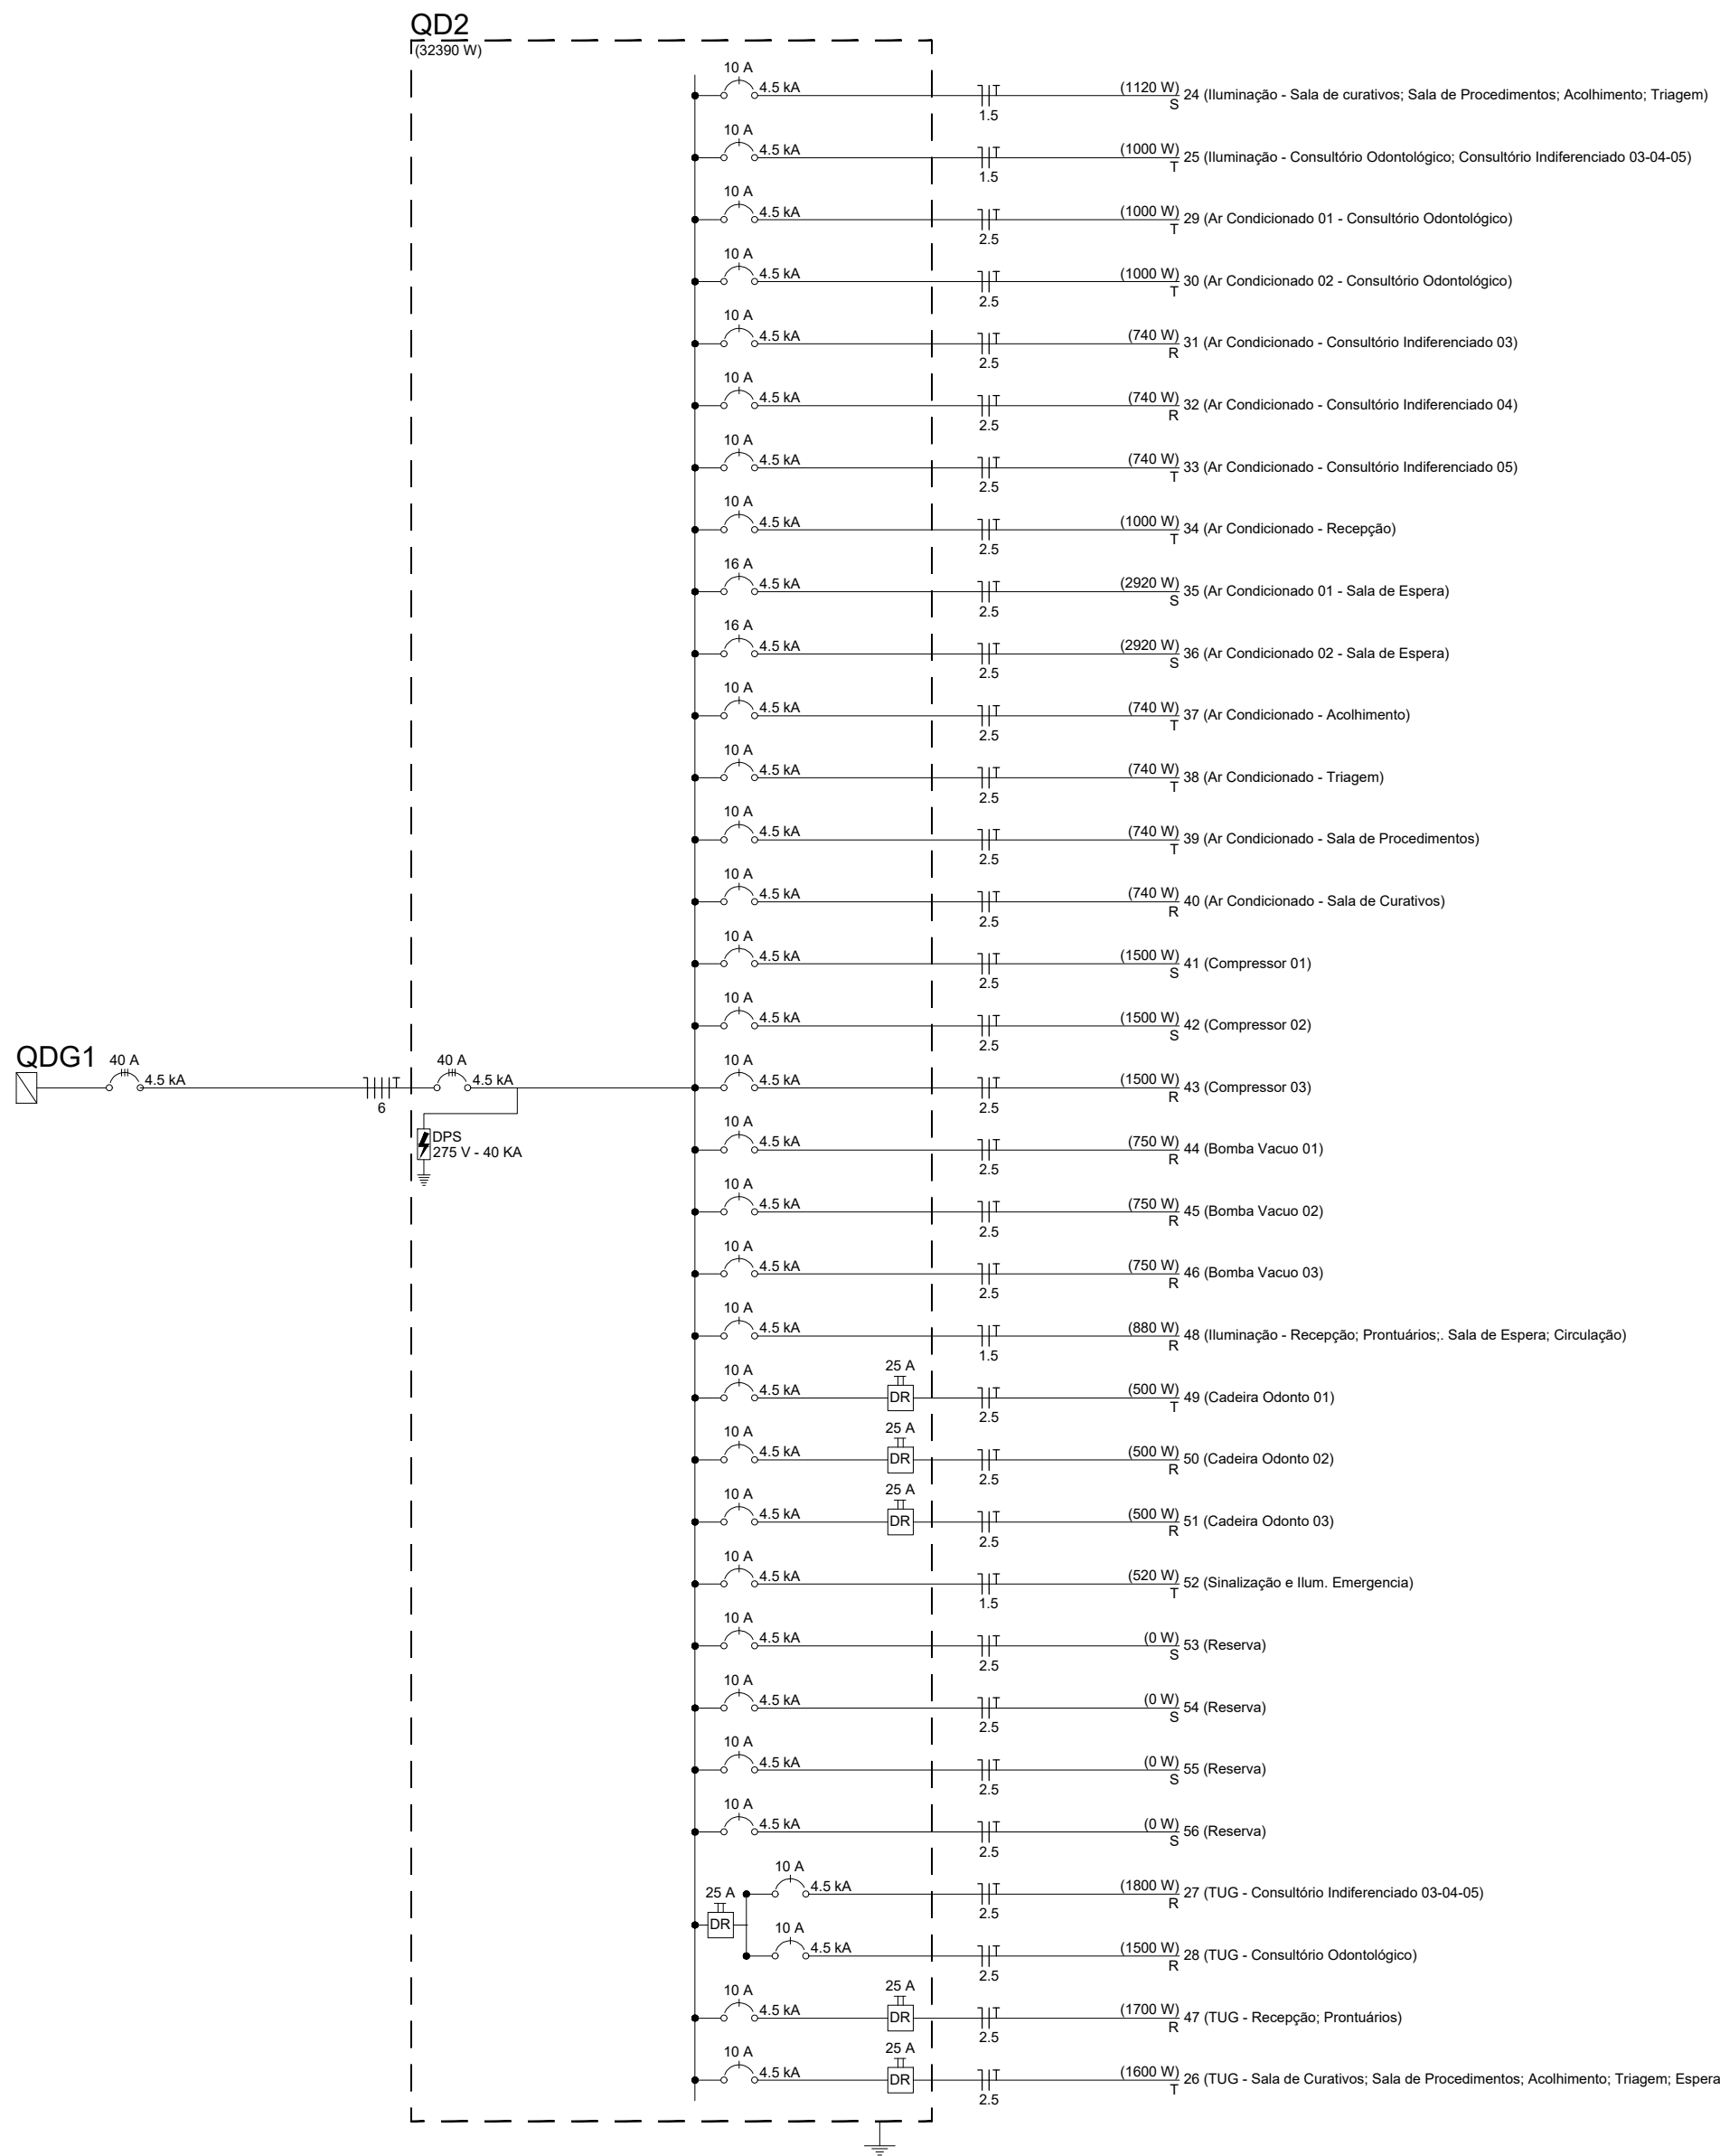 QD2
(32390 W)
10 A
4.5 kA
1.5
(1120 W)
S
24 (Iluminação - Sala de curativos; Sala de Procedimentos; Acolhimento; Triagem)
10 A
4.5 kA
1.5
(1000 W)
T
25 (Iluminação - Consultório Odontológico; Consultório Indiferenciado 03-04-05)
10 A
4.5 kA
2.5
(1000 W)
T
29 (Ar Condicionado 01 - Consultório Odontológico)
10 A
4.5 kA
2.5
(1000 W)
T
30 (Ar Condicionado 02 - Consultório Odontológico)
10 A
4.5 kA
2.5
(740 W)
R
31 (Ar Condicionado - Consultório Indiferenciado 03)
10 A
4.5 kA
2.5
(740 W)
R
32 (Ar Condicionado - Consultório Indiferenciado 04)
10 A
4.5 kA
2.5
(740 W)
T
33 (Ar Condicionado - Consultório Indiferenciado 05)
10 A
4.5 kA
2.5
(1000 W)
T
34 (Ar Condicionado - Recepção)
16 A
4.5 kA
2.5
(2920 W)
S
35 (Ar Condicionado 01 - Sala de Espera)
16 A
4.5 kA
2.5
(2920 W)
S
36 (Ar Condicionado 02 - Sala de Espera)
10 A
4.5 kA
2.5
(740 W)
T
37 (Ar Condicionado - Acolhimento)
10 A
4.5 kA
2.5
(740 W)
T
38 (Ar Condicionado - Triagem)
10 A
4.5 kA
2.5
(740 W)
T
39 (Ar Condicionado - Sala de Procedimentos)
10 A
4.5 kA
2.5
(740 W)
R
40 (Ar Condicionado - Sala de Curativos)
10 A
4.5 kA
2.5
(1500 W)
S
41 (Compressor 01)
10 A
4.5 kA
2.5
(1500 W)
S
42 (Compressor 02)
QDG1
40 A
4.5 kA
T
6
40 A
4.5 kA
DPS
275 V - 40 KA
10 A
4.5 kA
2.5
(1500 W)
R
43 (Compressor 03)
10 A
4.5 kA
2.5
(750 W)
R
44 (Bomba Vacuo 01)
10 A
4.5 kA
2.5
(750 W)
R
45 (Bomba Vacuo 02)
10 A
4.5 kA
2.5
(750 W)
R
46 (Bomba Vacuo 03)
10 A
4.5 kA
1.5
(880 W)
R
48 (Iluminação - Recepção; Prontuários;. Sala de Espera; Circulação)
10 A
4.5 kA
25 A
DR
2.5
(500 W)
T
49 (Cadeira Odonto 01)
10 A
4.5 kA
25 A
DR
2.5
(500 W)
R
50 (Cadeira Odonto 02)
10 A
4.5 kA
25 A
DR
2.5
(500 W)
R
51 (Cadeira Odonto 03)
10 A
4.5 kA
1.5
(520 W)
T
52 (Sinalização e Ilum. Emergencia)
10 A
4.5 kA
2.5
(0 W)
S
53 (Reserva)
10 A
4.5 kA
2.5
(0 W)
S
54 (Reserva)
10 A
4.5 kA
2.5
(0 W)
S
55 (Reserva)
10 A
4.5 kA
2.5
(0 W)
S
56 (Reserva)
25 A
DR
10 A
4.5 kA
2.5
(1800 W)
R
27 (TUG - Consultório Indiferenciado 03-04-05)
10 A
4.5 kA
2.5
(1500 W)
R
28 (TUG - Consultório Odontológico)
10 A
4.5 kA
25 A
DR
2.5
(1700 W)
R
47 (TUG - Recepção; Prontuários)
10 A
4.5 kA
25 A
DR
2.5
(1600 W)
T
26 (TUG - Sala de Curativos; Sala de Procedimentos; Acolhimento; Triagem; Espera